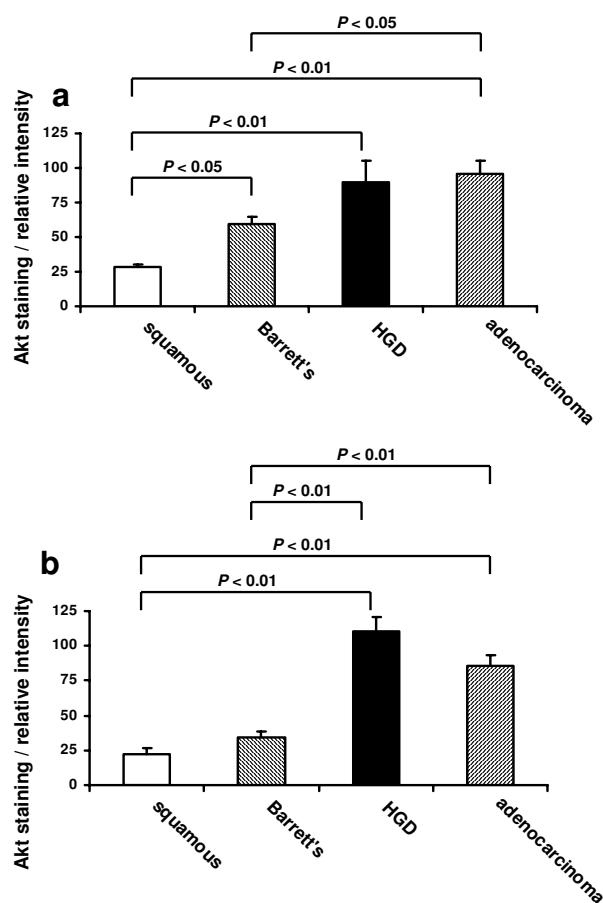 P < 0.05
P < 0.01
a
P < 0.01
P < 0.05
Akt staining / relative intensity
125
100
75
50
25
0
squamous
Barrett's
HGD
adenocarcinoma
P < 0.01
P < 0.01
P < 0.01
b
P < 0.01
Akt staining / relative intensity
125
100
75
50
25
0
squamous
Barrett's
HGD
adenocarcinoma